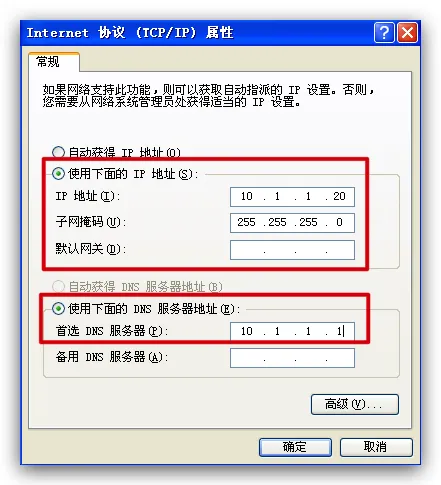 Internet 协议 (TCP/IP) 属性
常规
如果网络支持此功能，则可以获取自动指派的 IP 设置。否则，
您需要从网络系统管理员处获得适当的 IP 设置。
自动获得 IP 地址(O)
使用下面的 IP 地址(S):
IP 地址(I): 10 . 1 . 1 . 20
子网掩码(U): 255 .255 .255 . 0
默认网关(D): . . .
自动获得 DNS 服务器地址(B)
使用下面的 DNS 服务器地址(E):
首选 DNS 服务器(P): 10 . 1 . 1 . 1
备用 DNS 服务器(A): . . .
高级(V)...
确定 取消